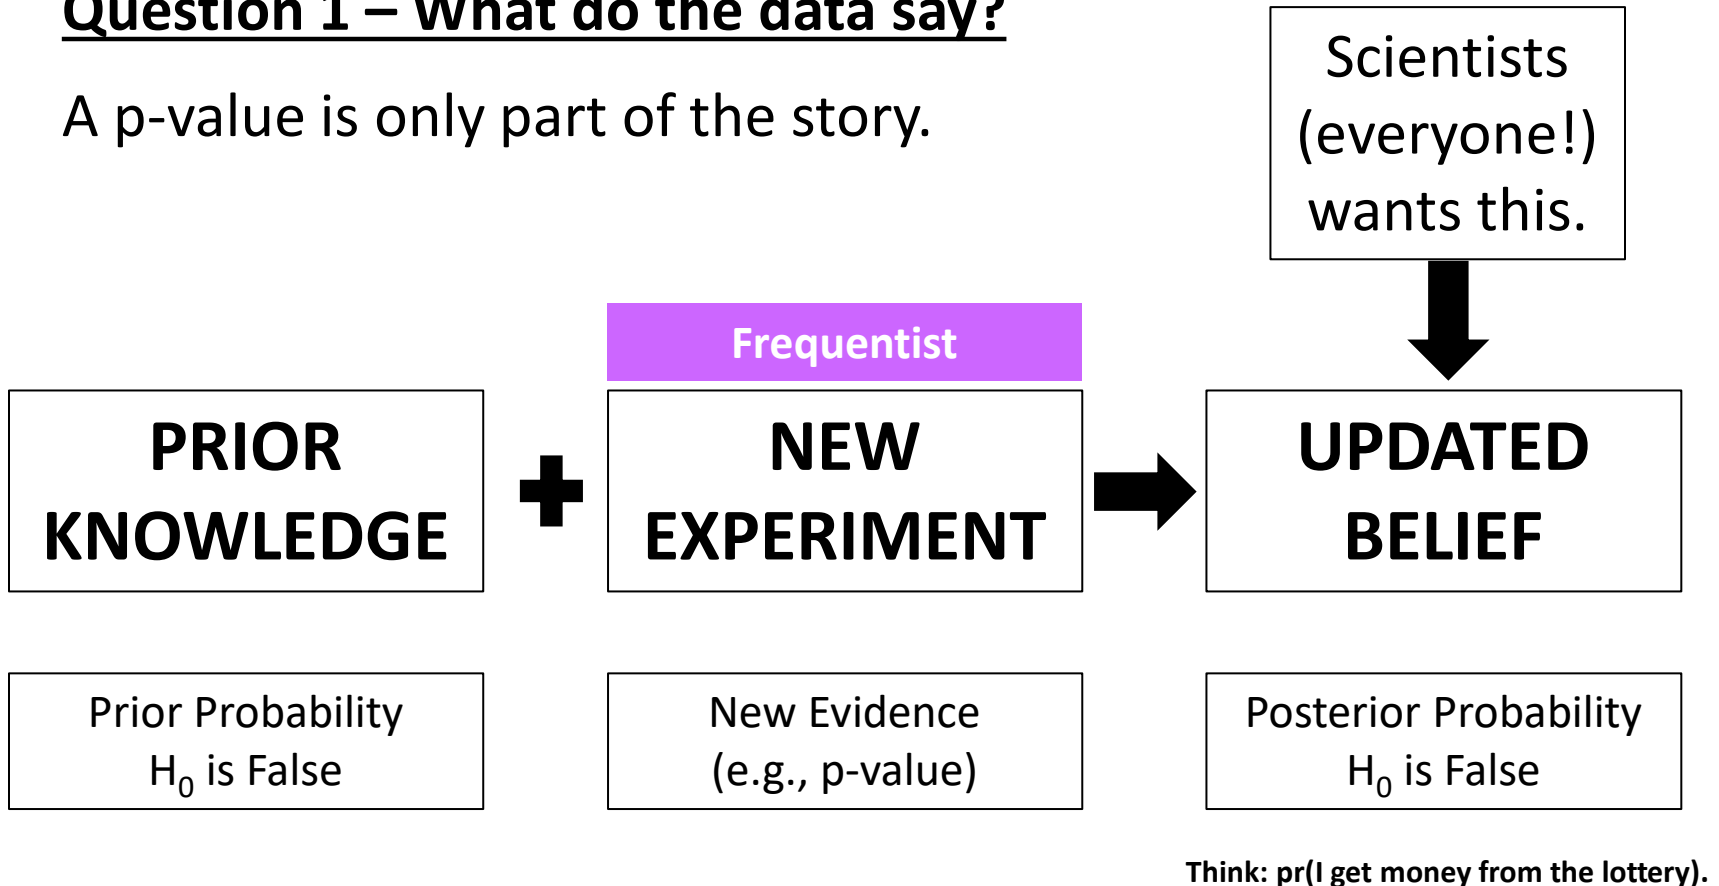 Question 1 – What do the data say?
A p-value is only part of the story.
Scientists
(everyone!)
wants this.
Frequentist
PRIOR
KNOWLEDGE
NEW
EXPERIMENT
UPDATED
BELIEF
Prior Probability
H₀ is False
New Evidence
(e.g., p-value)
Posterior Probability
H₀ is False
Think: pr(I get money from the lottery).